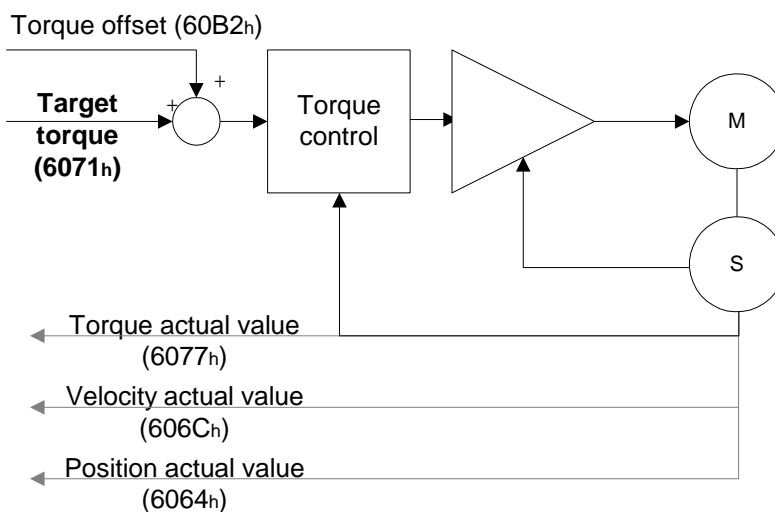 Torque offset (60B2h)
+
+
Target
torque
(6071h)
Torque
control
M
S
Torque actual value
(6077h)
Velocity actual value
(606Ch)
Position actual value
(6064h)